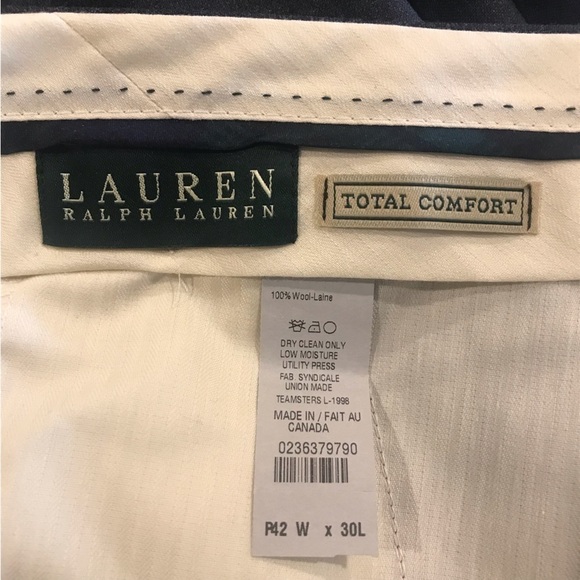 LAUREN
RALPH LAUREN
TOTAL COMFORT
100% Wool-Laine
DRY CLEAN ONLY
LOW MOISTURE
UTILITY PRESS
FAB. SYNDICALE
UNION MADE
TEAMSTERS L-1998
MADE IN / FAIT AU
CANADA
0236379790
P42 W x 30L